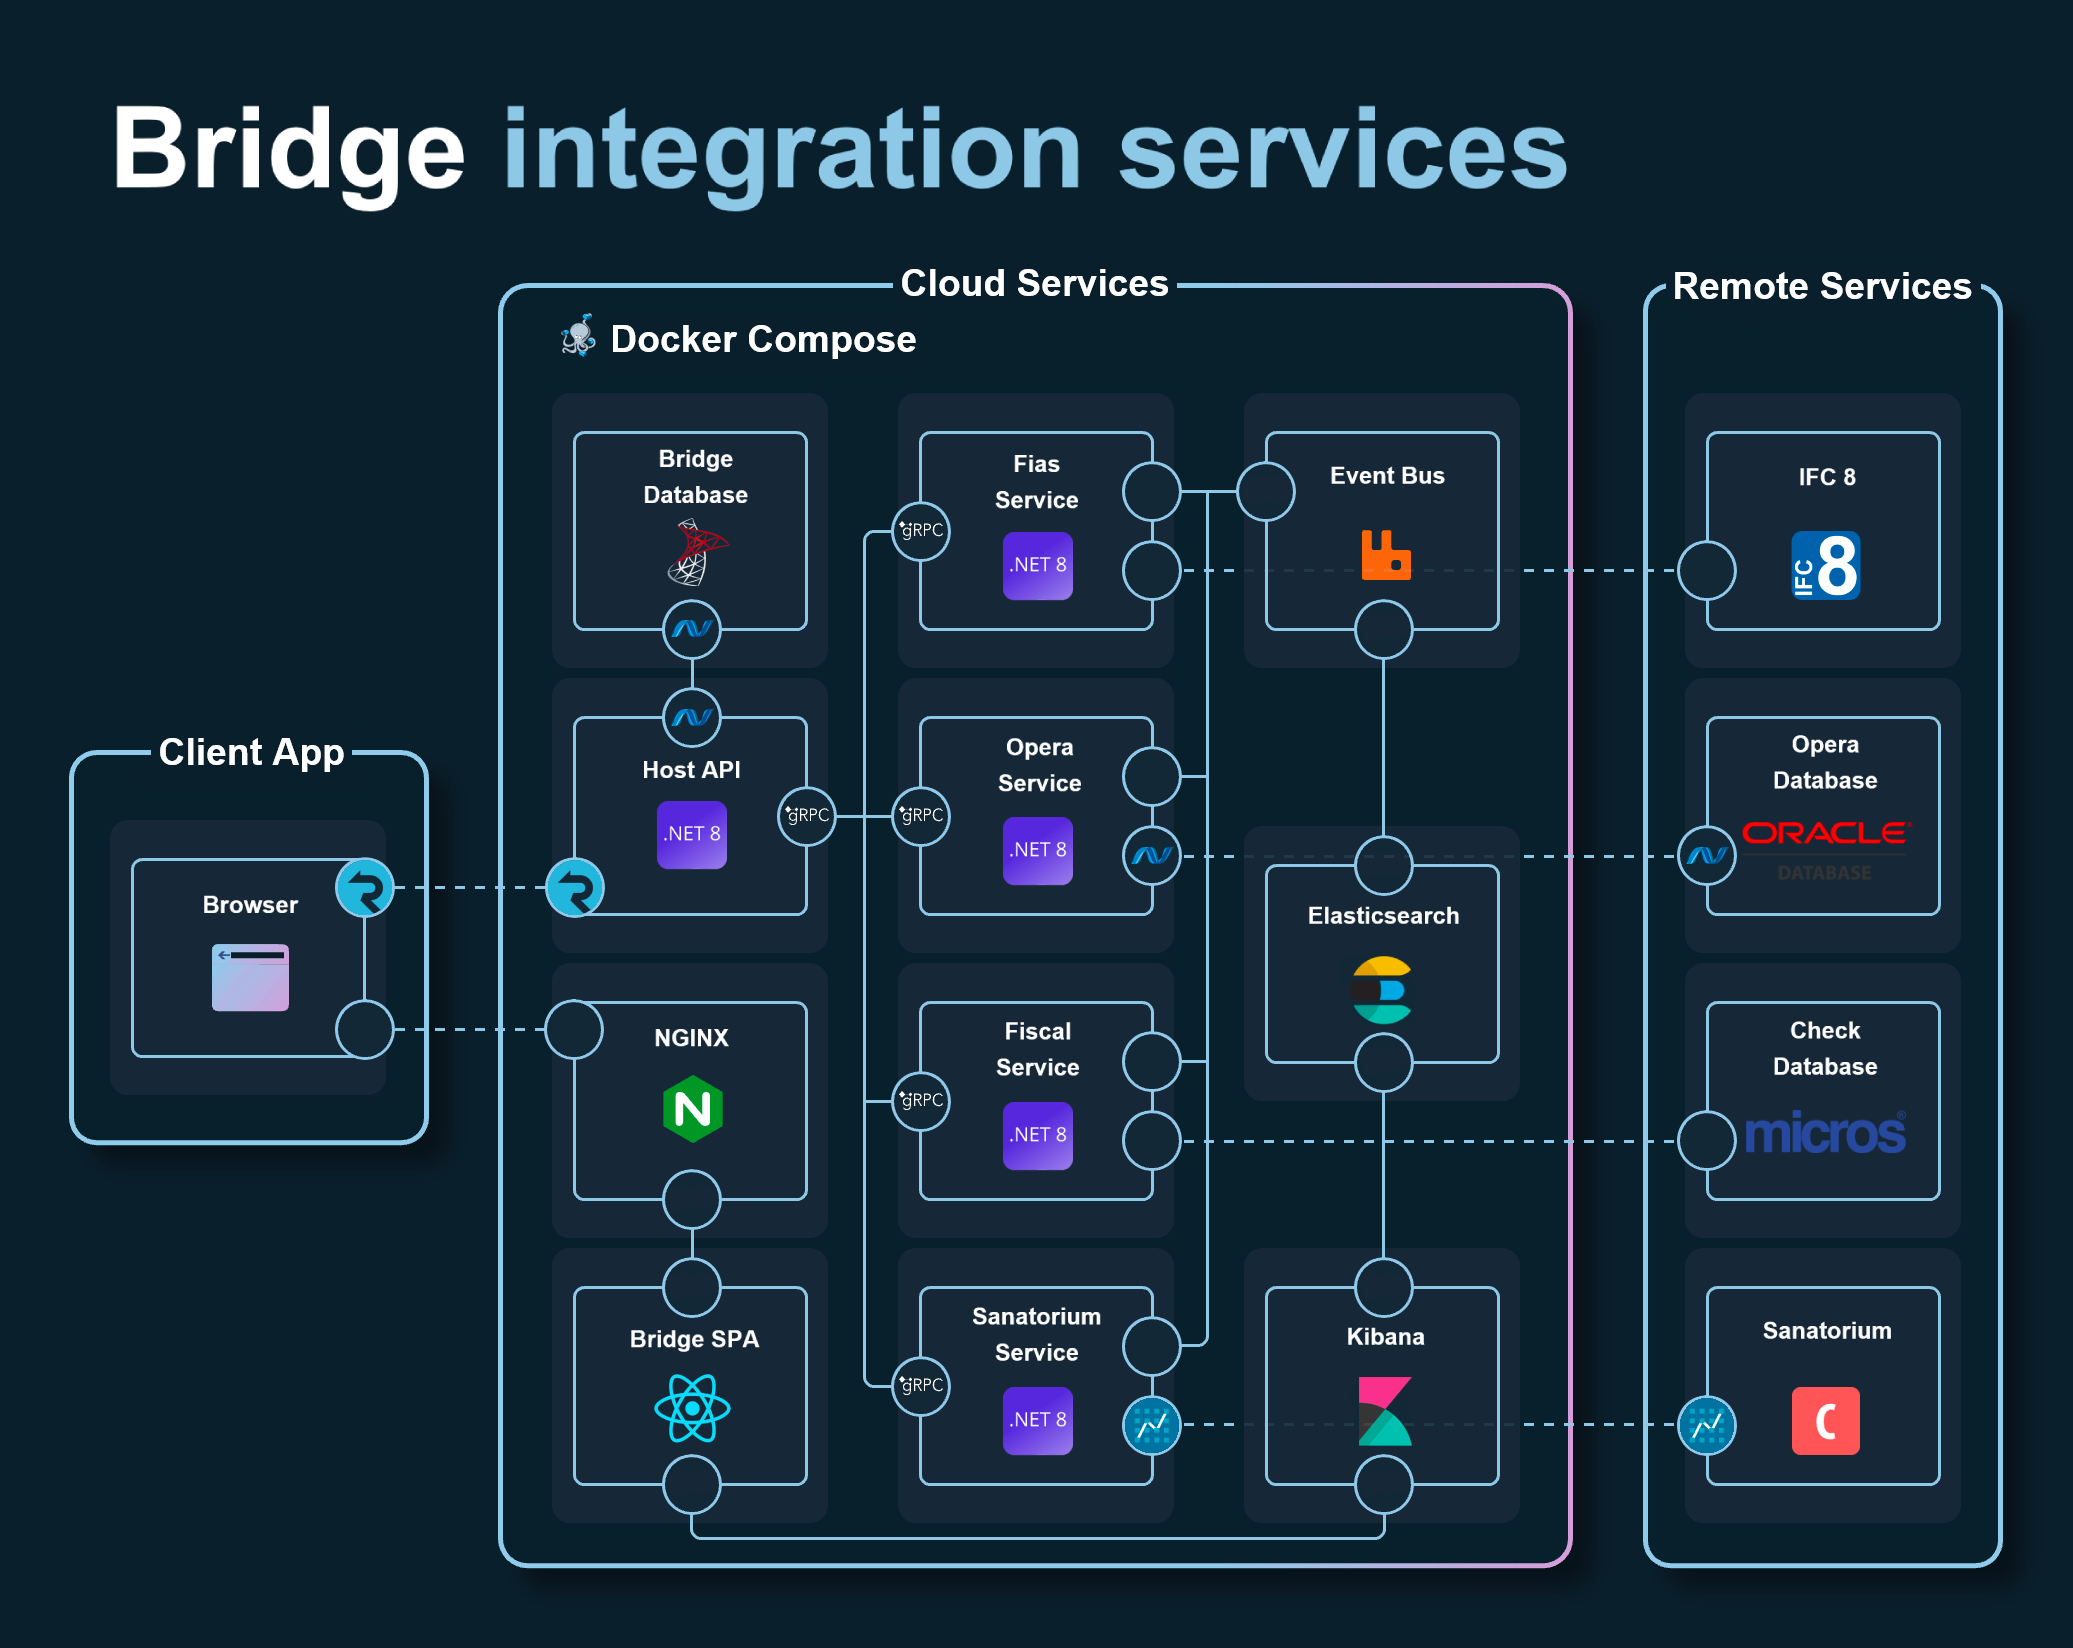 Bridge integration services
Cloud Services
Remote Services
Docker Compose
Client App
Browser
Bridge
Database
Host API
.NET 8
gRPC
NGINX
N
Bridge SPA
gRPC
Fias
Service
.NET 8
gRPC
Opera
Service
.NET 8
gRPC
Fiscal
Service
.NET 8
gRPC
Sanatorium
Service
.NET 8
Event Bus
Elasticsearch
Kibana
IFC 8
IFC 8
Opera
Database
ORACLE
DATABASE
Check
Database
micros®
Sanatorium
C